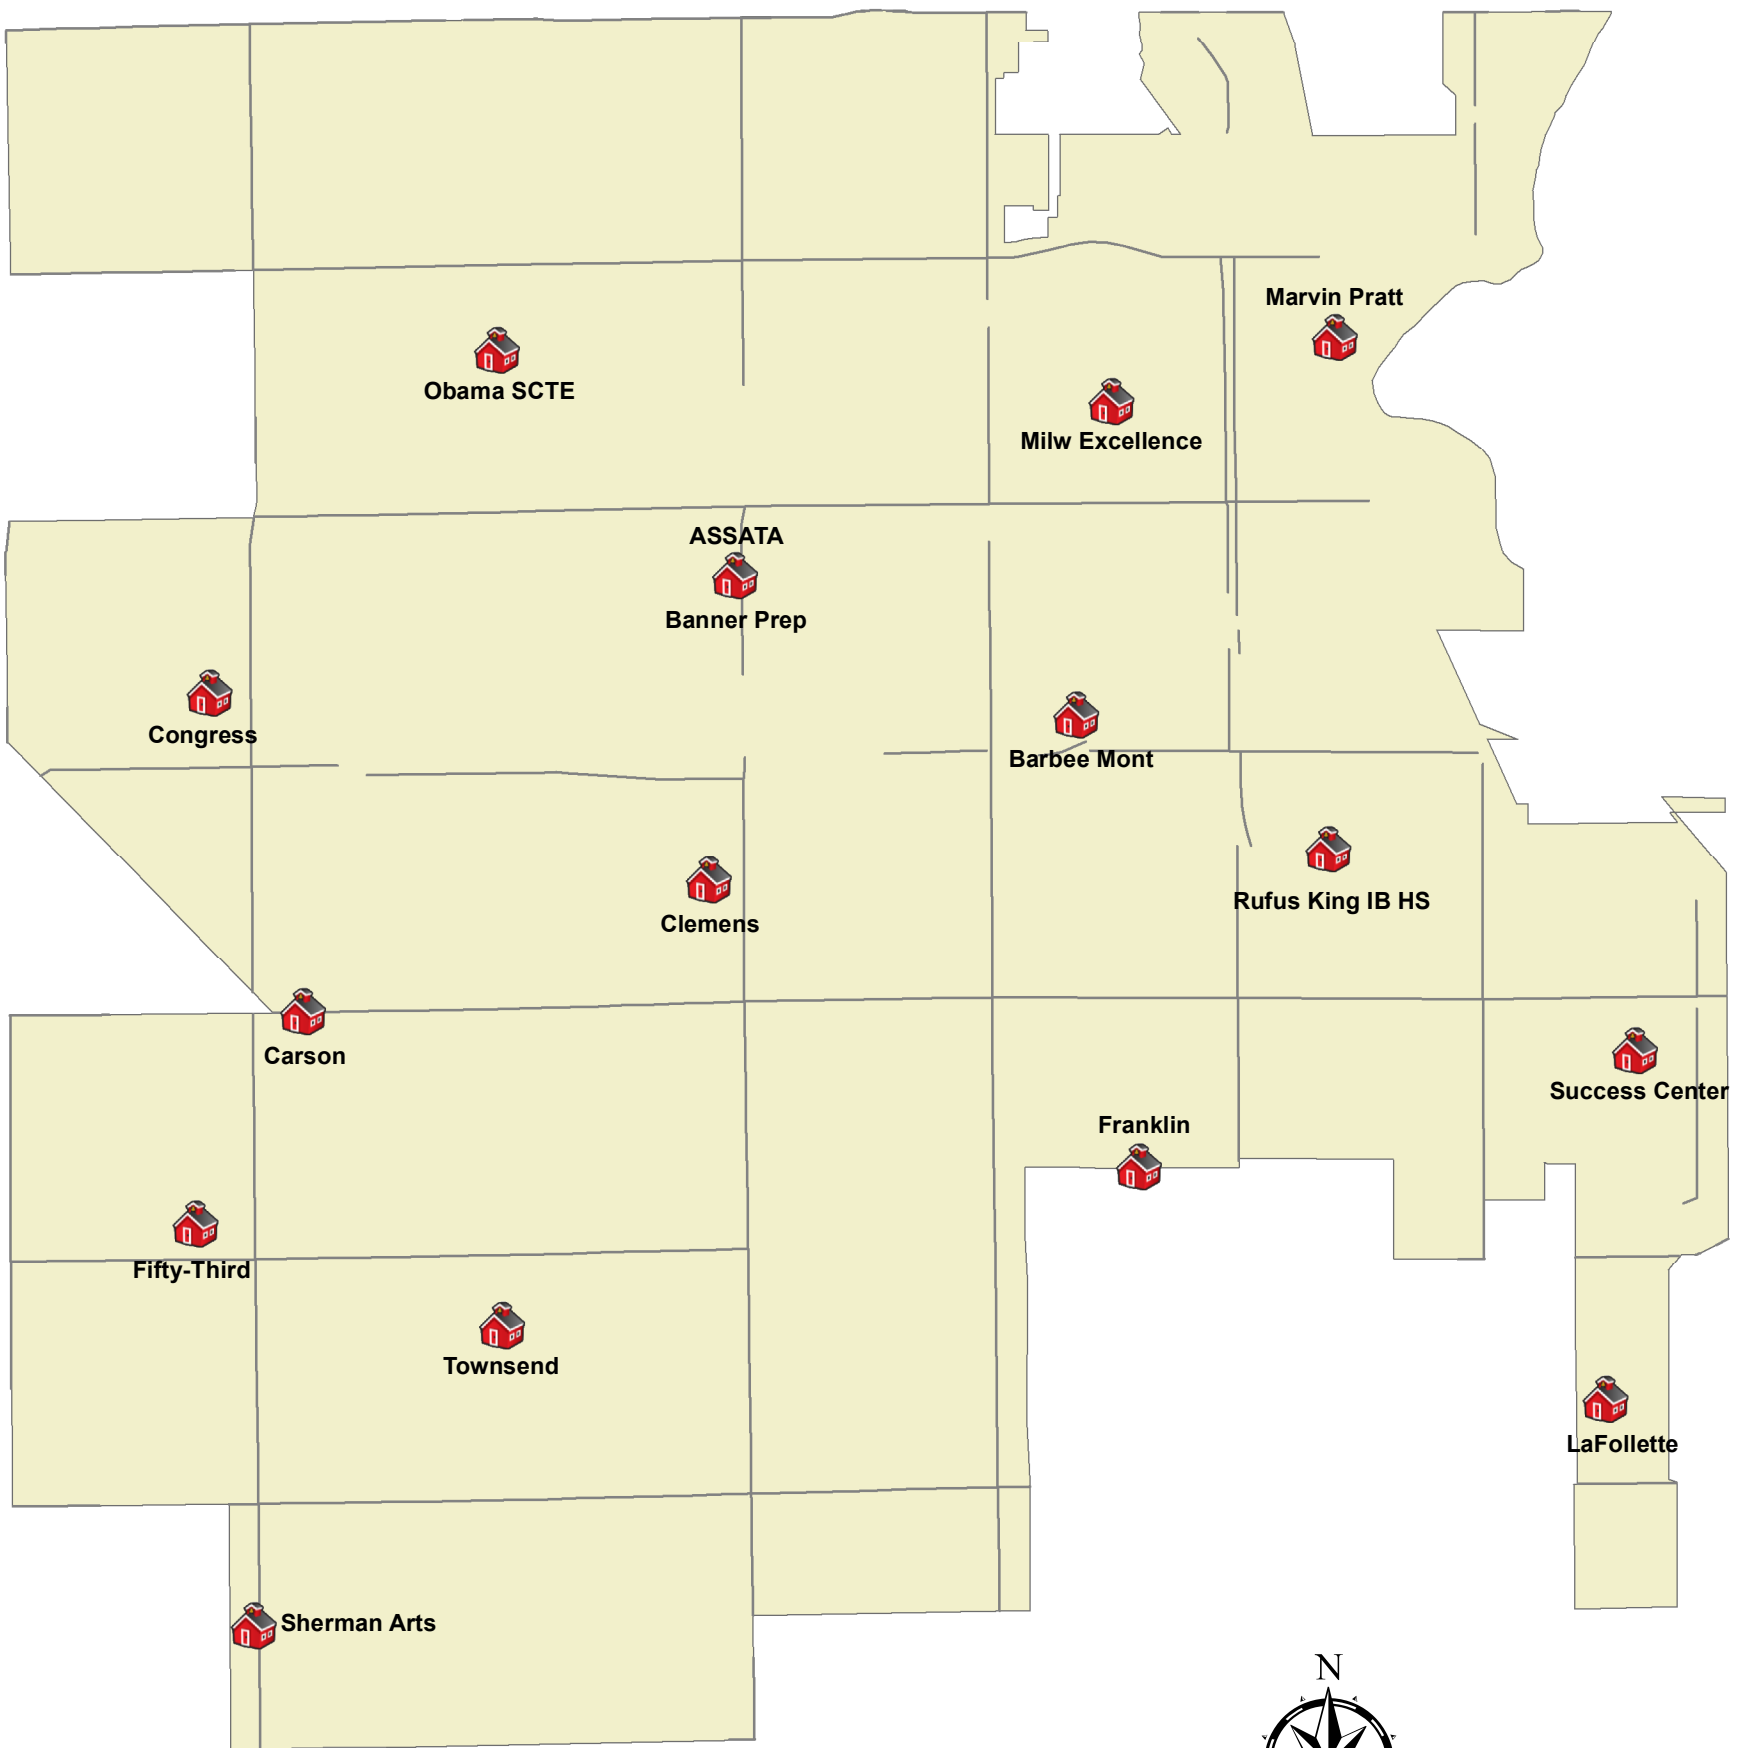 Marvin Pratt
Obama SCTE
Milw Excellence
ASSATA
Banner Prep
Congress
Barbee Mont
Rufus King IB HS
Clemens
Carson
Success Center
Franklin
Fifty-Third
Townsend
LaFollette
Sherman Arts
N